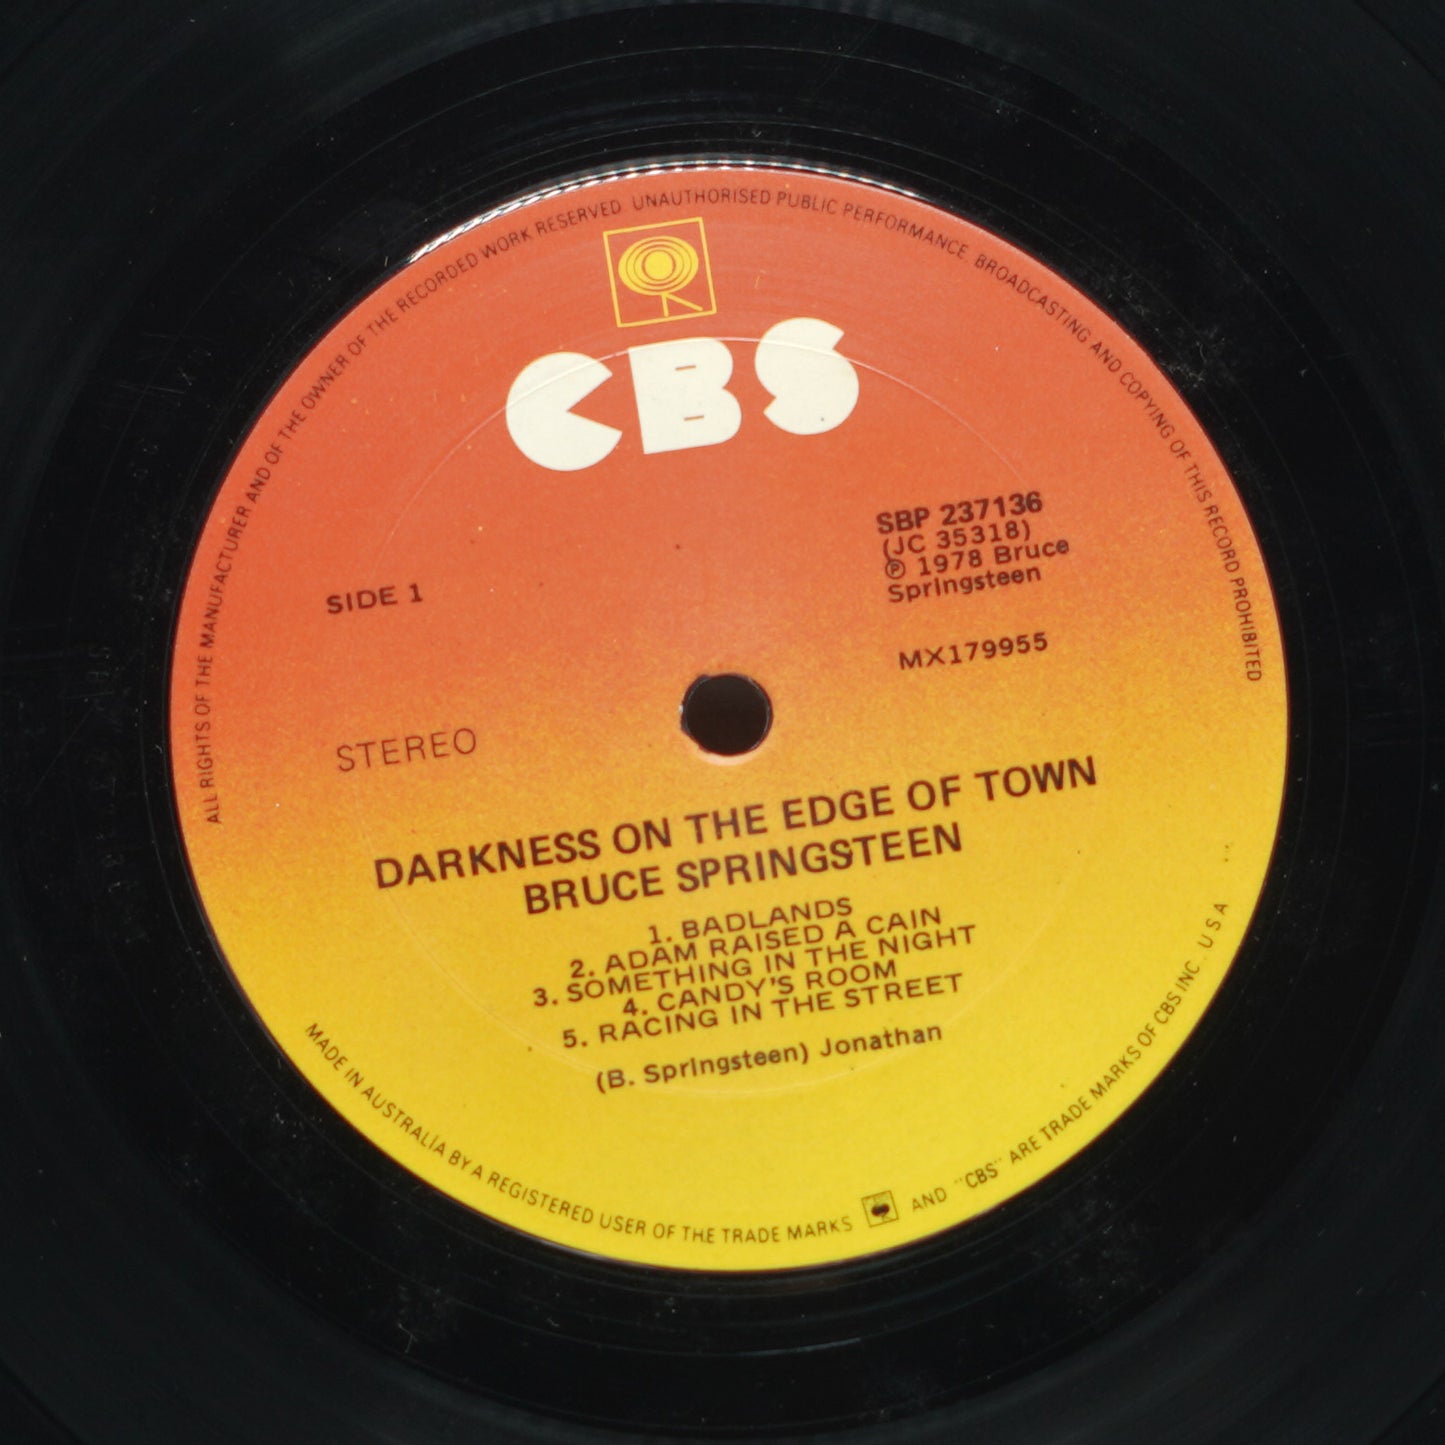 ALL RIGHTS OF THE MANUFACTURER AND OF THE OWNER OF THE RECORDED WORK RESERVED. UNAUTHORISED PUBLIC PERFORMANCE. BROADCASTING AND COPYING OF THIS RECORD PROHIBITED
CBS
SBP 237136
(JC 35318)
℗ 1978 Bruce
Springsteen
SIDE 1
MX179955
STEREO
DARKNESS ON THE EDGE OF TOWN
BRUCE SPRINGSTEEN
1. BADLANDS
2. ADAM RAISED A CAIN
3. SOMETHING IN THE NIGHT
4. CANDY'S ROOM
5. RACING IN THE STREET
(B. Springsteen) Jonathan
MADE IN AUSTRALIA BY A REGISTERED USER OF THE TRADE MARKS AND "CBS" ARE TRADE MARKS OF CBS INC. U S A